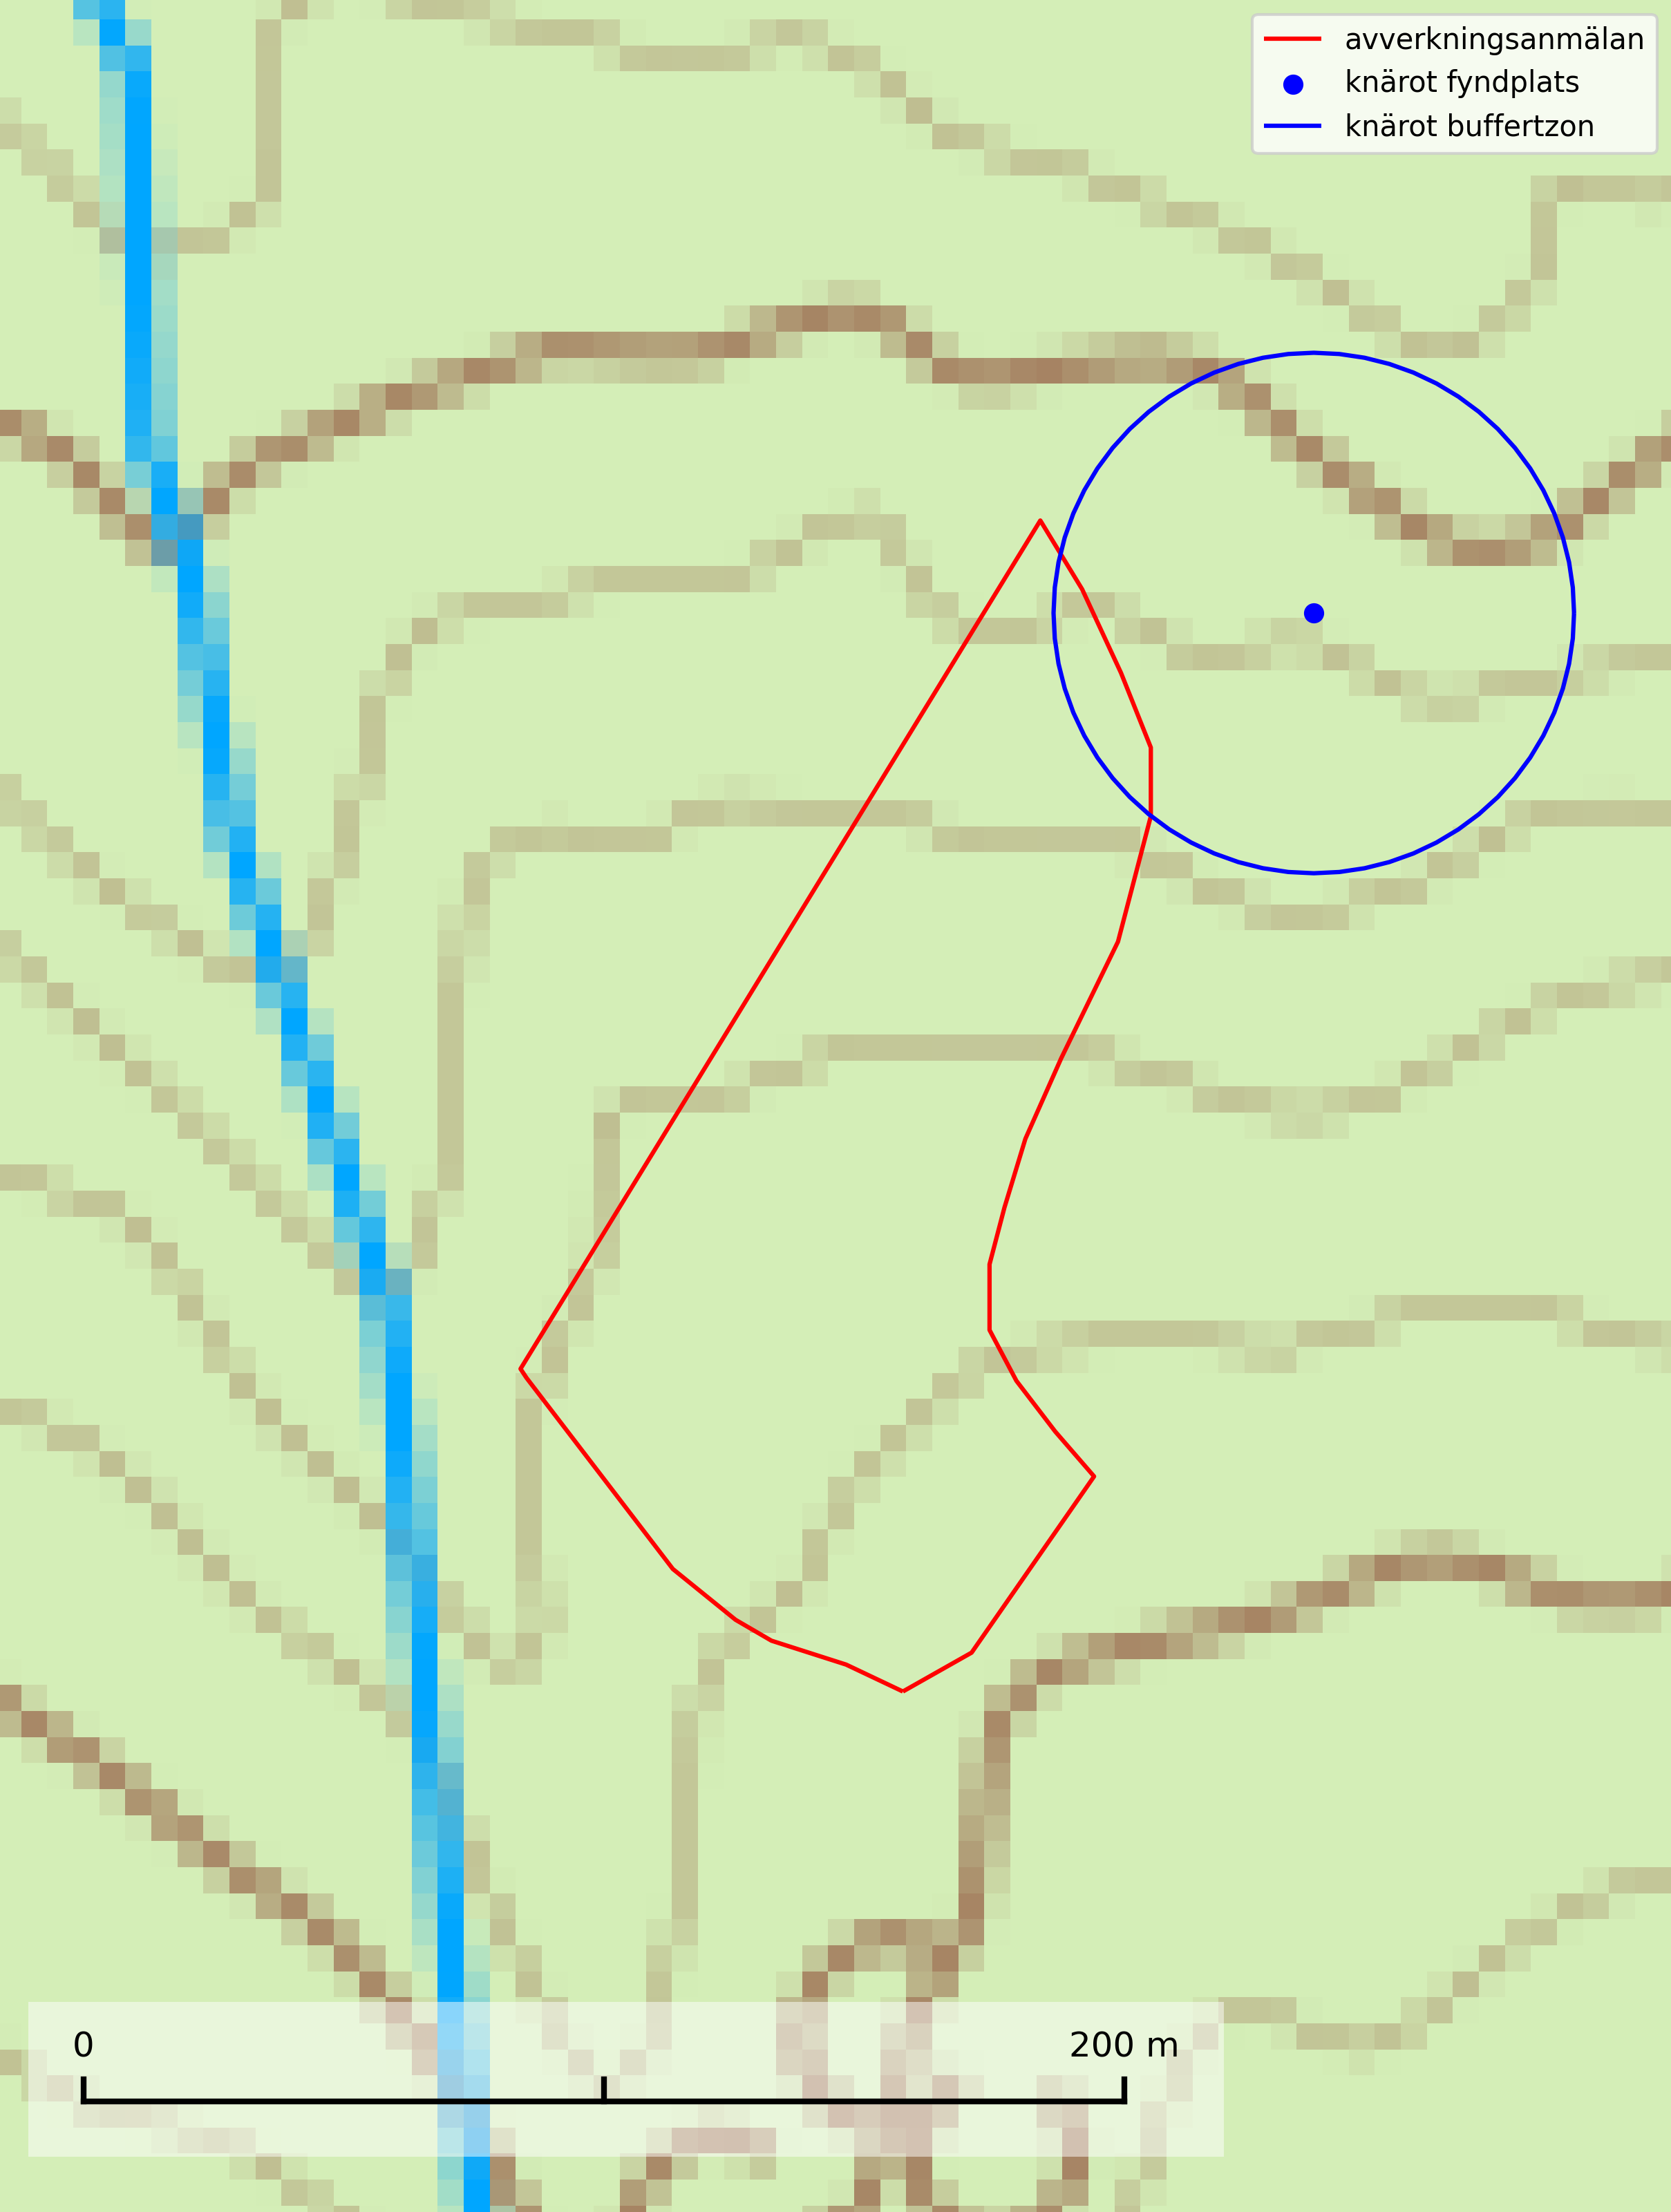 avverkningsanmälan
knärot fyndplats
knärot buffertzon
0 200 m